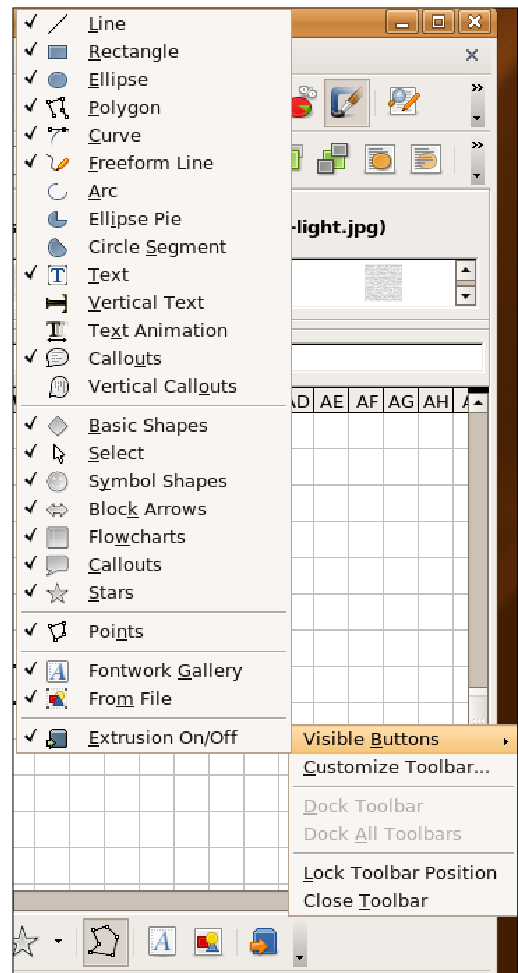 Line
Rectangle
Ellipse
Polygon
Curve
Freeform Line
Arc
Ellipse Pie
Circle Segment
Text
Vertical Text
Text Animation
Callouts
Vertical Callouts
Basic Shapes
Select
Symbol Shapes
Block Arrows
Flowcharts
Callouts
Stars
Points
Fontwork Gallery
From File
Extrusion On/Off
-light.jpg)
AE AF AG AH
Visible Buttons
Customize Toolbar...
Dock Toolbar
Dock All Toolbars
Lock Toolbar Position
Close Toolbar